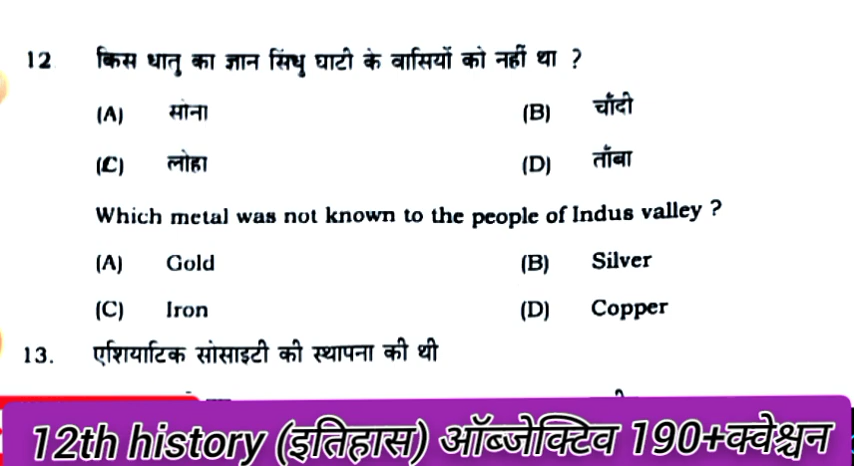 12 किस धातु का ज्ञान सिंधु घाटी के वासियों को नहीं था ?
(A) सोना (B) चाँदी
(C) लोहा (D) ताँबा
Which metal was not known to the people of Indus valley ?
(A) Gold (B) Silver
(C) Iron (D) Copper
13. एशियाटिक सोसाइटी की स्थापना की थी
12th history (इतिहास) ऑब्जेक्टिव 190+क्वेश्चन